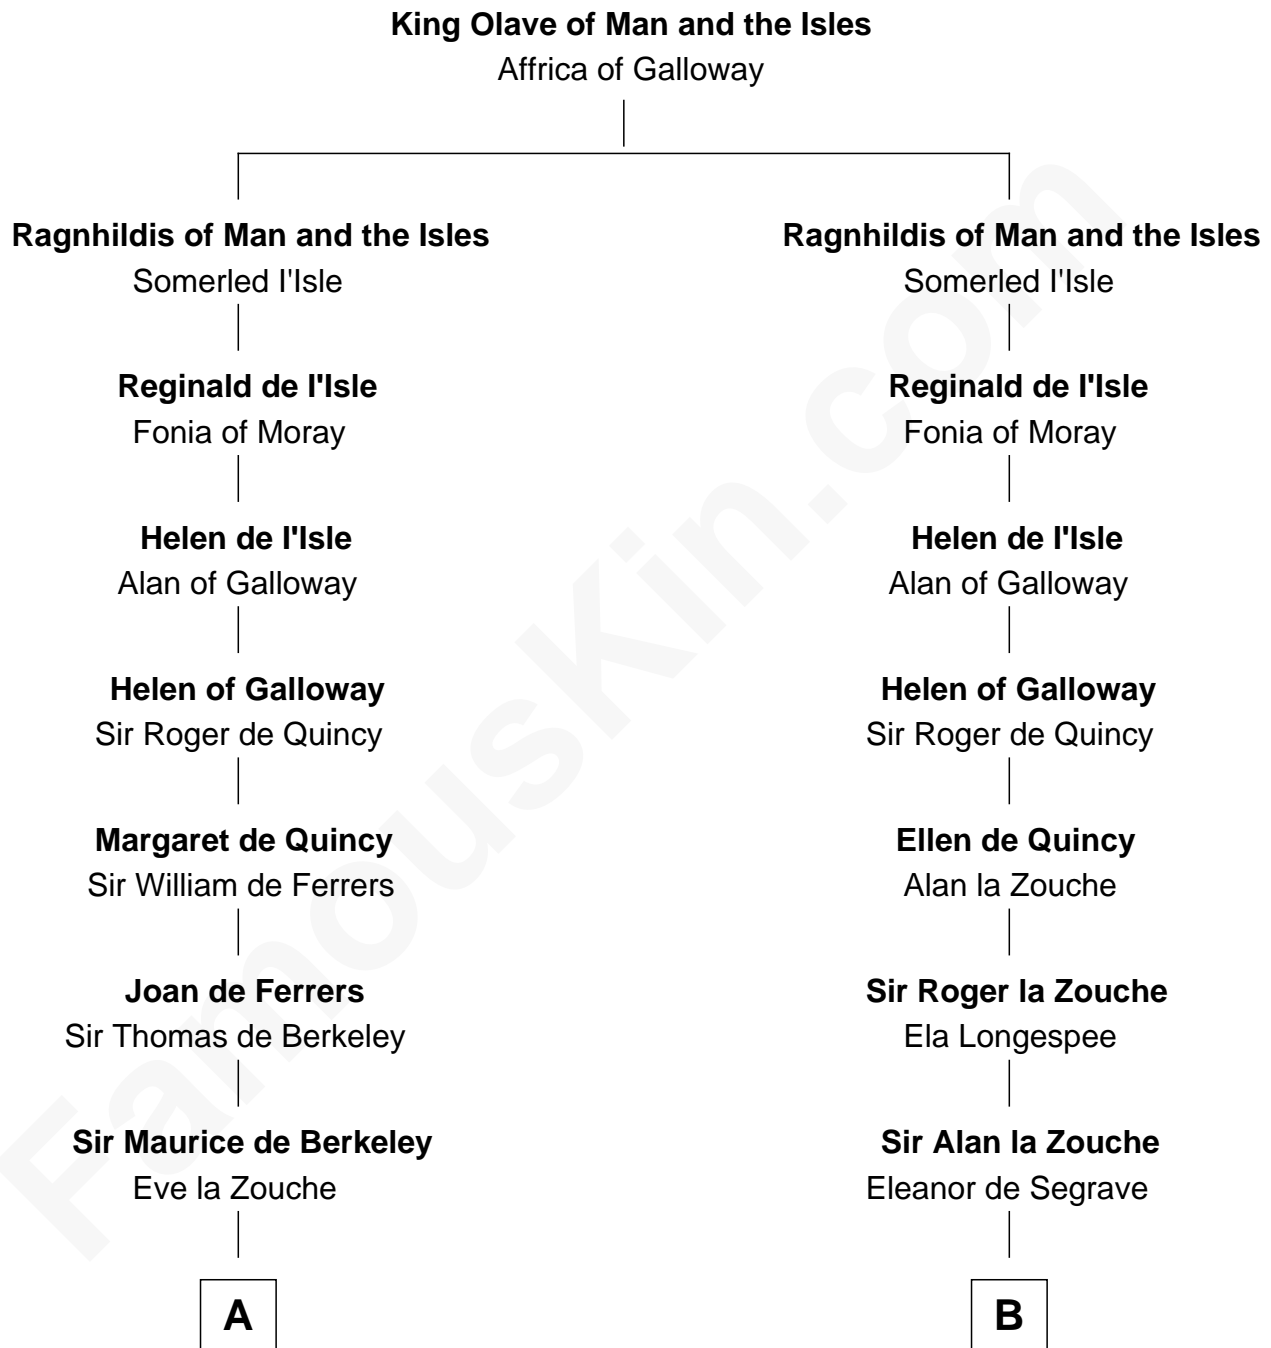 King Olave of Man and the Isles
Affrica of Galloway
Ragnhildis of Man and the Isles
Somerled I'Isle
Ragnhildis of Man and the Isles
Somerled I'Isle
Reginald de I'Isle
Fonia of Moray
Reginald de I'Isle
Fonia of Moray
Helen de I'Isle
Alan of Galloway
Helen de I'Isle
Alan of Galloway
Helen of Galloway
Sir Roger de Quincy
Helen of Galloway
Sir Roger de Quincy
Margaret de Quincy
Sir William de Ferrers
Ellen de Quincy
Alan la Zouche
Joan de Ferrers
Sir Thomas de Berkeley
Sir Roger la Zouche
Ela Longespee
Sir Maurice de Berkeley
Eve la Zouche
Sir Alan la Zouche
Eleanor de Segrave
A
B
FamousKin.com